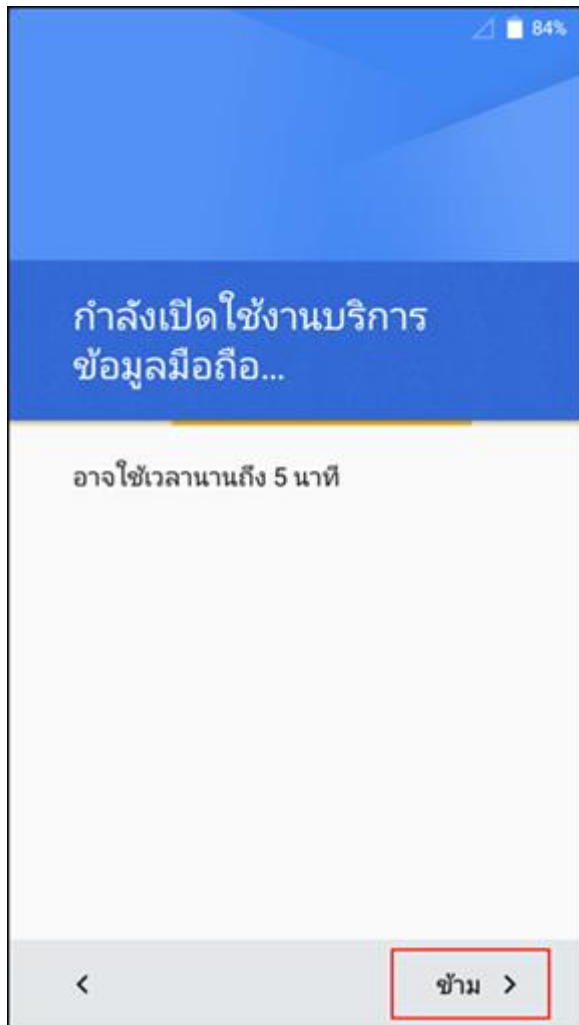 84%
กำลังเปิดใช้งานบริการ
ข้อมูลมือถือ...
อาจใช้เวลานานถึง 5 นาที
ข้าม